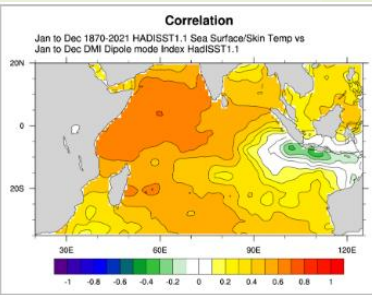 Correlation
Jan to Dec 1870-2021 HADISST1.1 Sea Surface/Skin Temp vs
Jan to Dec DMI Dipole mode Index HadISST1.1
20N
0
20S
30E 60E 90E 120E
-1 -0.8 -0.6 -0.4 -0.2 0 0.2 0.4 0.6 0.8 1